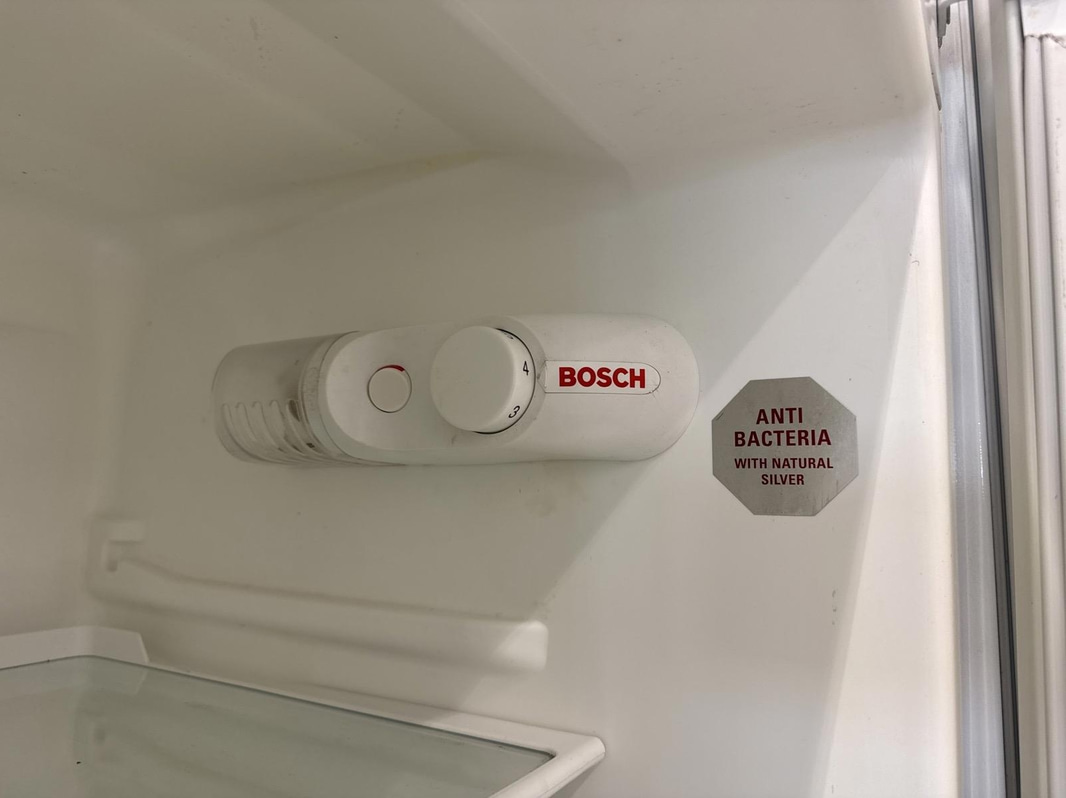 4
3
BOSCH
ANTI
BACTERIA
WITH NATURAL
SILVER